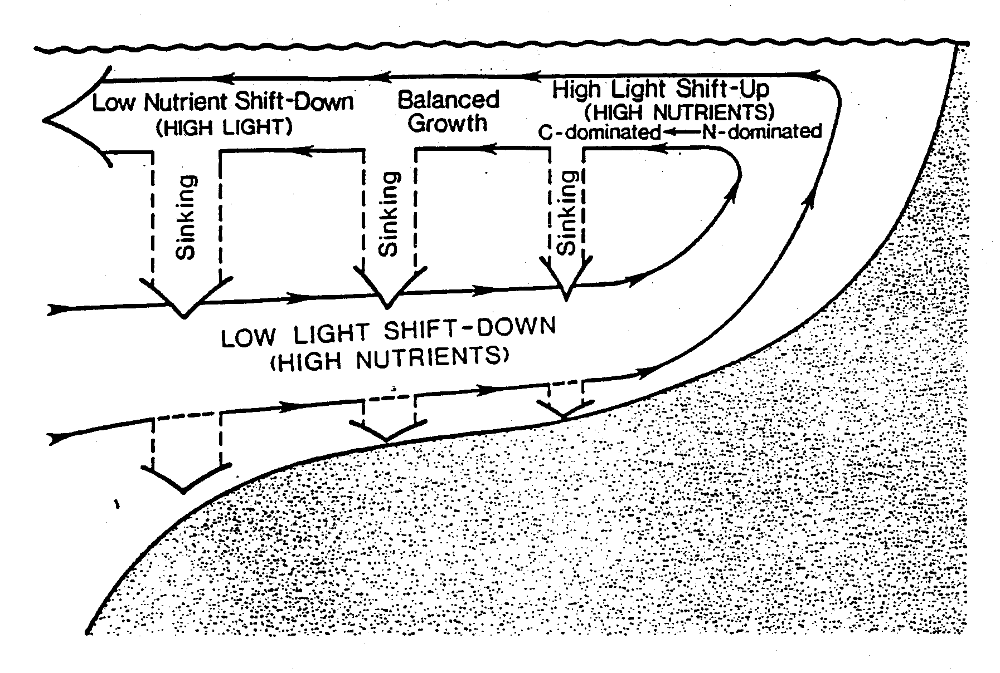 Low Nutrient Shift-Down
(HIGH LIGHT)
Balanced
Growth
High Light Shift-Up
(HIGH NUTRIENTS)
C-dominated ← N-dominated
Sinking
Sinking
Sinking
LOW LIGHT SHIFT-DOWN
(HIGH NUTRIENTS)